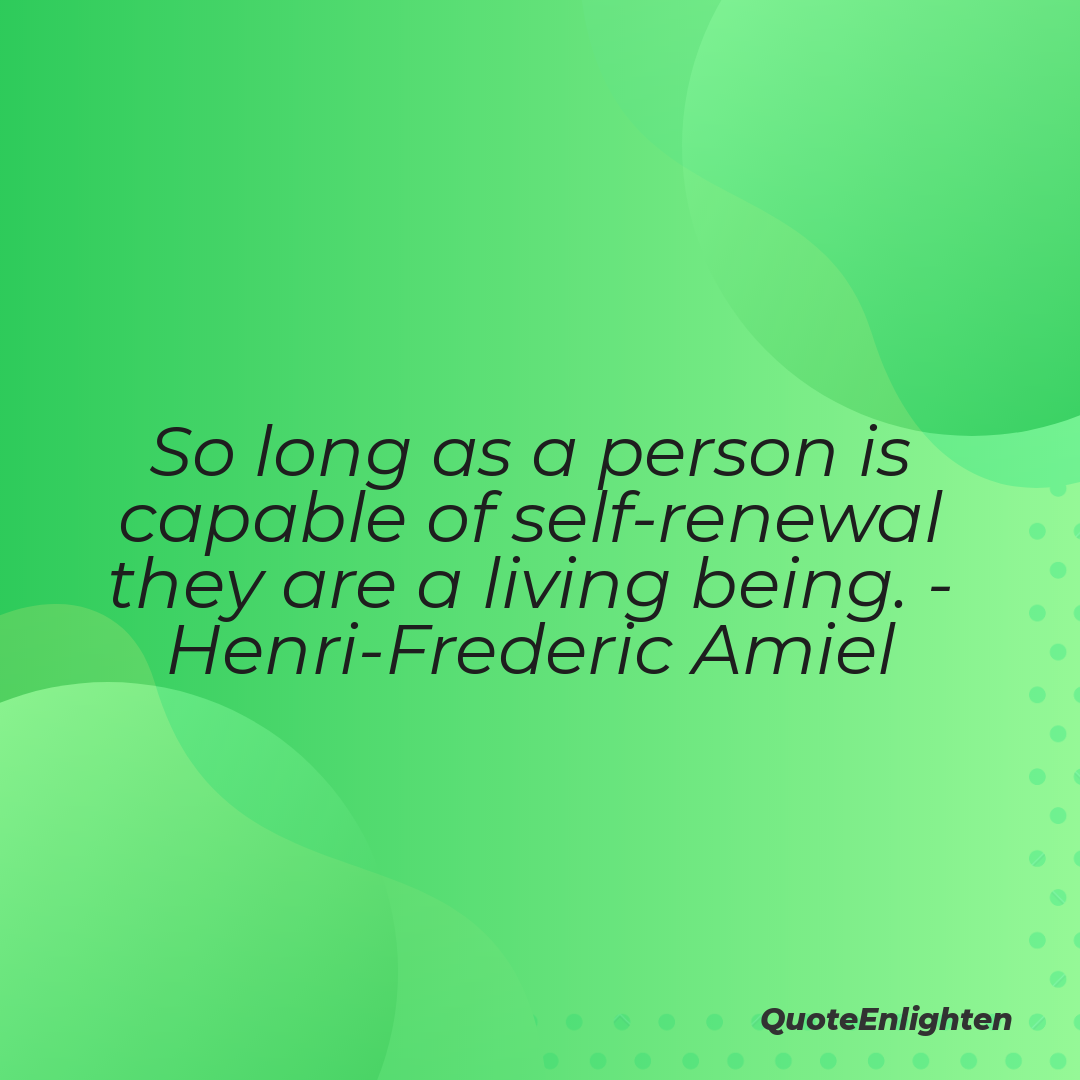 So long as a person is
capable of self-renewal
they are a living being. -
Henri-Frederic Amiel
QuoteEnlighten